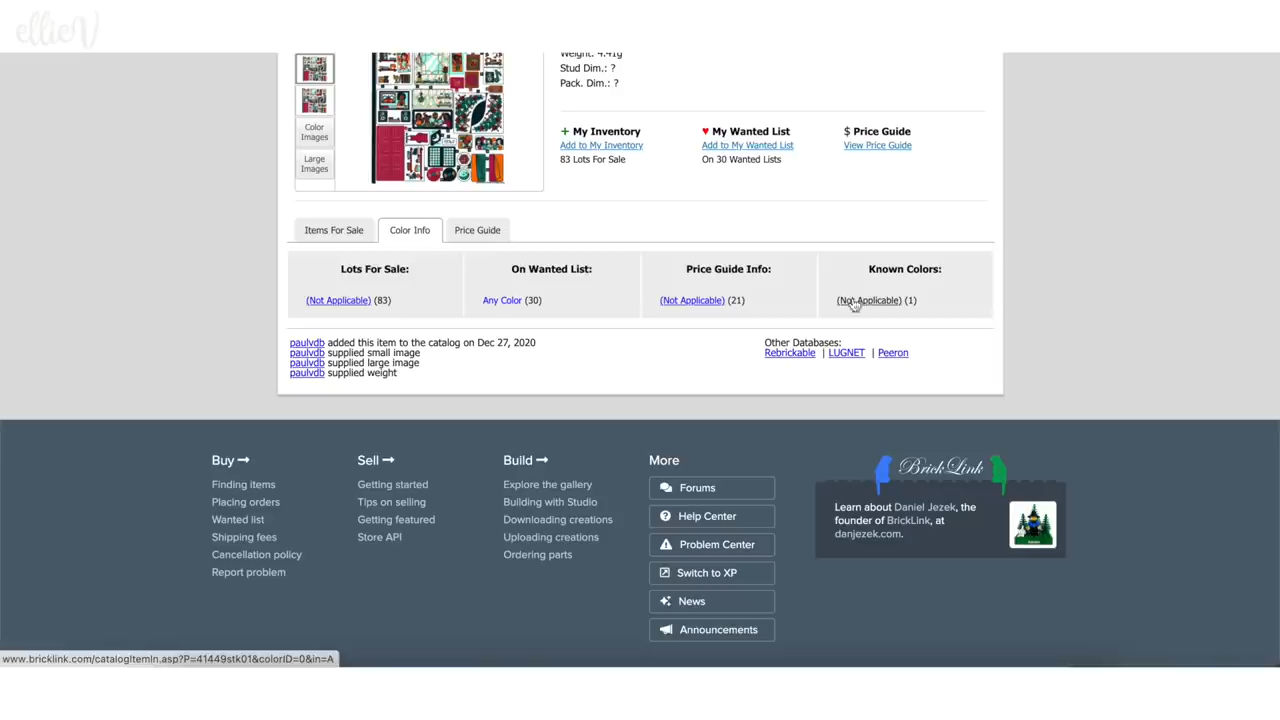 ellieV
Weight: 4.41g
Stud Dim.: ?
Pack. Dim.: ?
Color
Images
Large
Images
+ My Inventory
Add to My Inventory
83 Lots For Sale
♥ My Wanted List
Add to My Wanted List
On 30 Wanted Lists
$ Price Guide
View Price Guide
Items For Sale
Color Info
Price Guide
Lots For Sale:
(Not Applicable) (83)
On Wanted List:
Any Color (30)
Price Guide Info:
(Not Applicable) (21)
Known Colors:
(Not Applicable) (1)
paulvdb added this item to the catalog on Dec 27, 2020
paulvdb supplied small image
paulvdb supplied large image
paulvdb supplied weight
Other Databases:
Rebrickable | LUGNET | Peeron
Buy →
Finding items
Placing orders
Wanted list
Shipping fees
Cancellation policy
Report problem
Sell →
Getting started
Tips on selling
Getting featured
Store API
Build →
Explore the gallery
Building with Studio
Downloading creations
Uploading creations
Ordering parts
More
Forums
Help Center
Problem Center
Switch to XP
News
Announcements
BrickLink
Learn about Daniel Jezek, the
founder of BrickLink, at
danjezek.com.
www.bricklink.com/catalogItemIn.asp?P=41449stk01&colorID=0&in=A